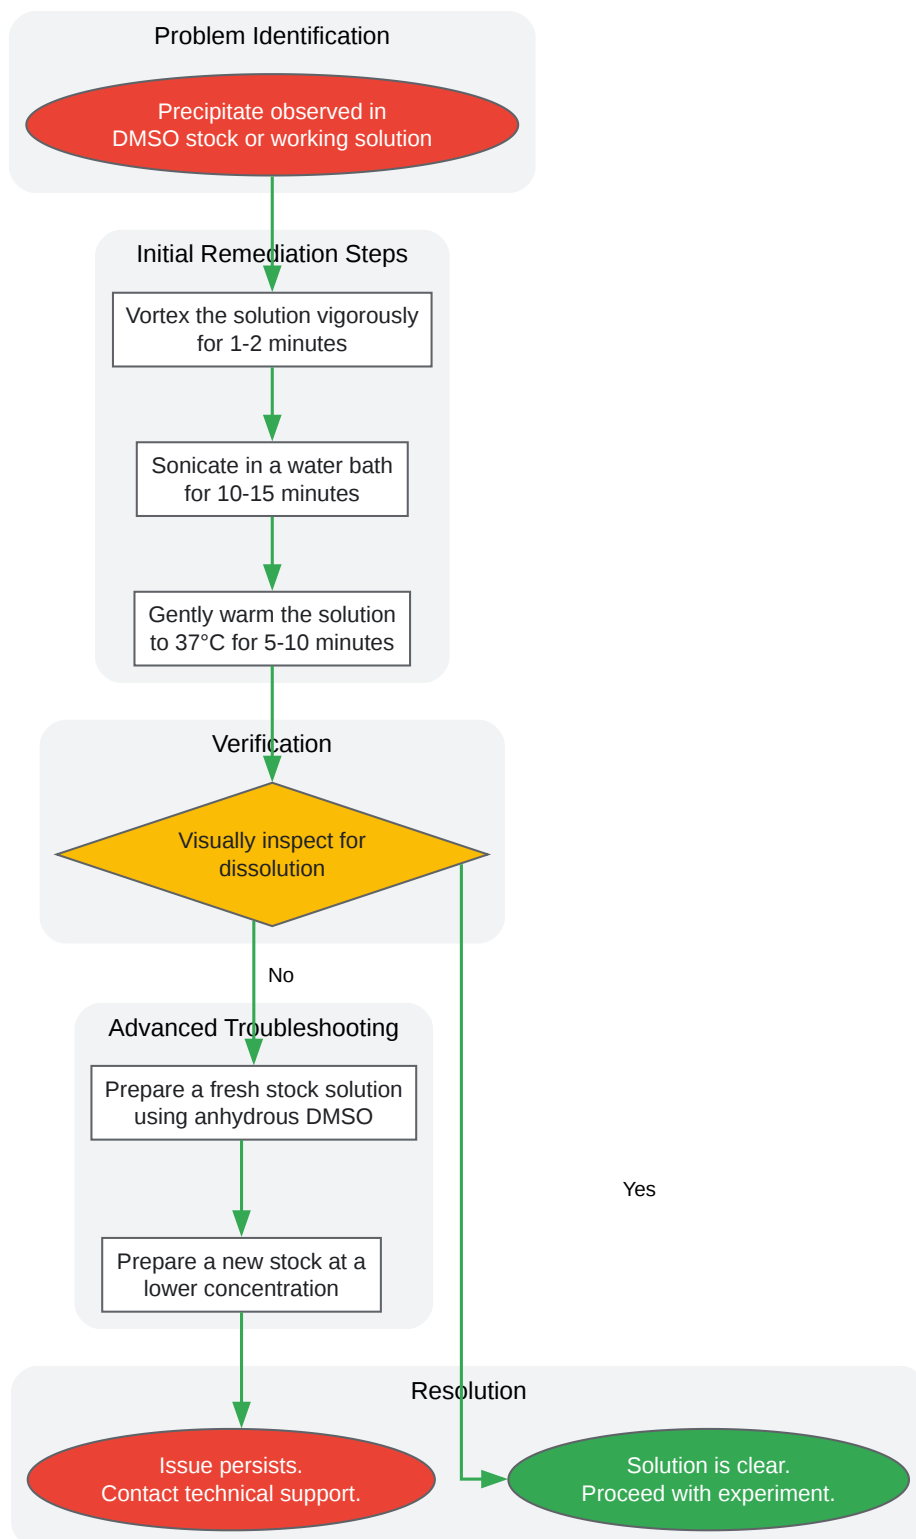 Problem Identification
Precipitate observed in
DMSO stock or working solution
Initial Remediation Steps
Vortex the solution vigorously
for 1-2 minutes
Sonicate in a water bath
for 10-15 minutes
Gently warm the solution
to 37°C for 5-10 minutes
Verification
Visually inspect for
dissolution
No
Advanced Troubleshooting
Prepare a fresh stock solution
using anhydrous DMSO
Yes
Prepare a new stock at a
lower concentration
Resolution
Issue persists.
Contact technical support.
Solution is clear.
Proceed with experiment.